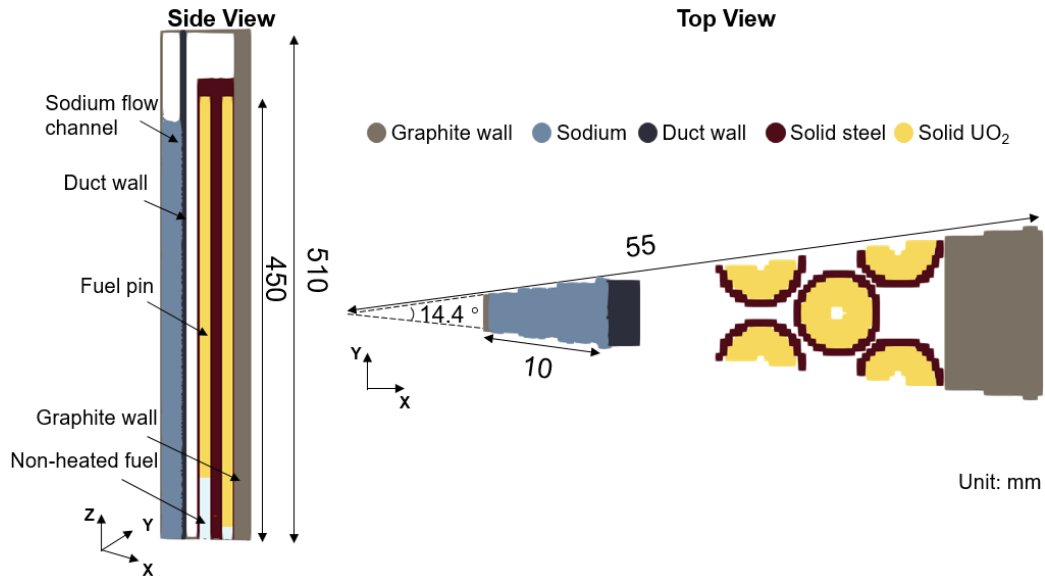 Side View
Top View
Sodium flow
channel
Duct wall
Fuel pin
Graphite wall
Non-heated fuel
450
510
Z
Y
X
Graphite wall
Sodium
Duct wall
Solid steel
Solid UO₂
55
14.4 °
10
Y
X
Unit: mm